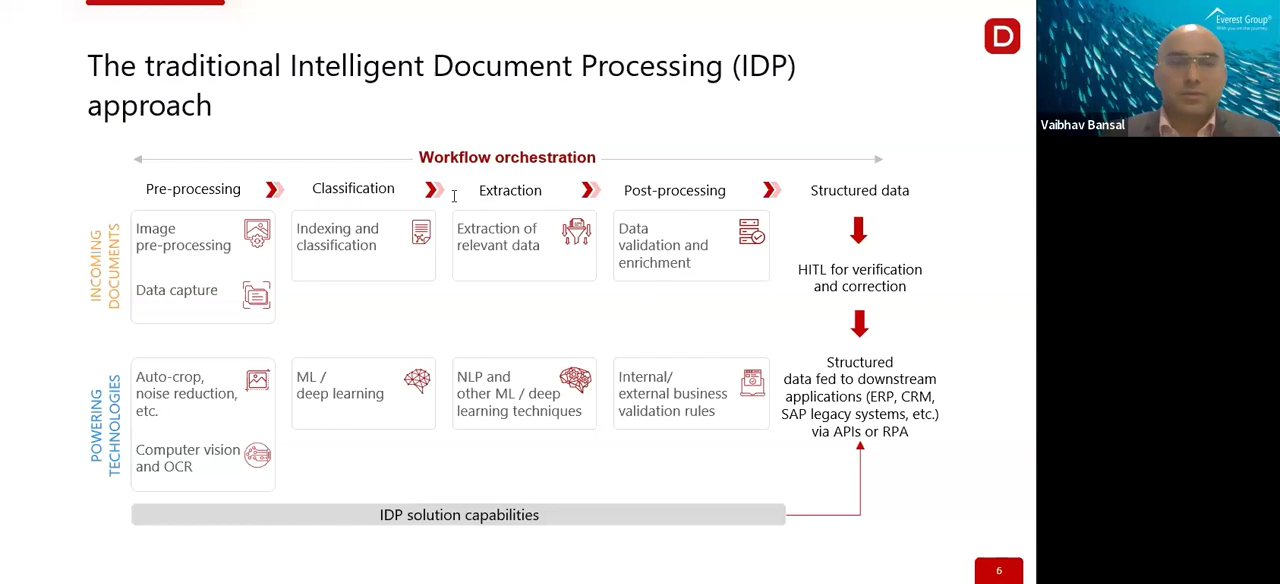 The traditional Intelligent Document Processing (IDP)
approach
D
Workflow orchestration
Pre-processing
Classification
Extraction
Post-processing
Structured data
INCOMING
DOCUMENTS
Image
pre-processing
Data capture
Indexing and
classification
Extraction of
relevant data
Data
validation and
enrichment
HITL for verification
and correction
POWERING
TECHNOLOGIES
Auto-crop,
noise reduction,
etc.
Computer vision
and OCR
ML /
deep learning
NLP and
other ML / deep
learning techniques
Internal/
external business
validation rules
Structured
data fed to downstream
applications (ERP, CRM,
SAP legacy systems, etc.)
via APIs or RPA
IDP solution capabilities
6
Everest Group®
Vaibhav Bansal